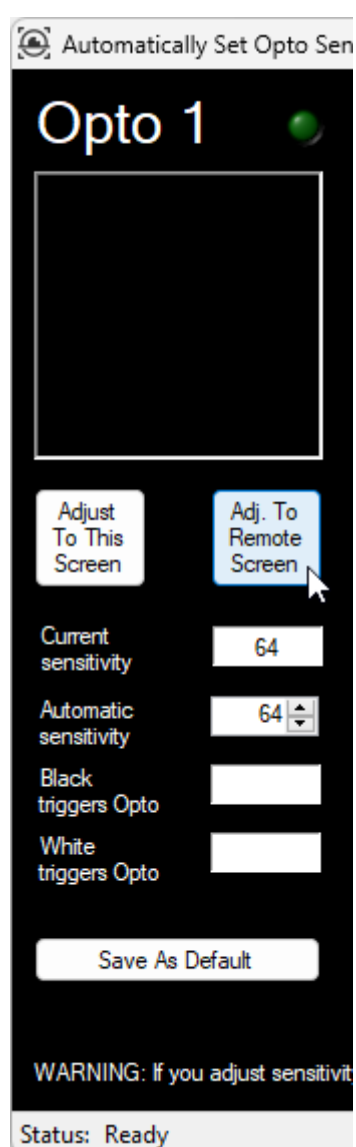 Automatically Set Opto Sen
Opto 1
Adjust
To This
Screen
Adj. To
Remote
Screen
Current
sensitivity
64
Automatic
sensitivity
64
Black
triggers Opto
White
triggers Opto
Save As Default
WARNING: If you adjust sensitivit
Status: Ready